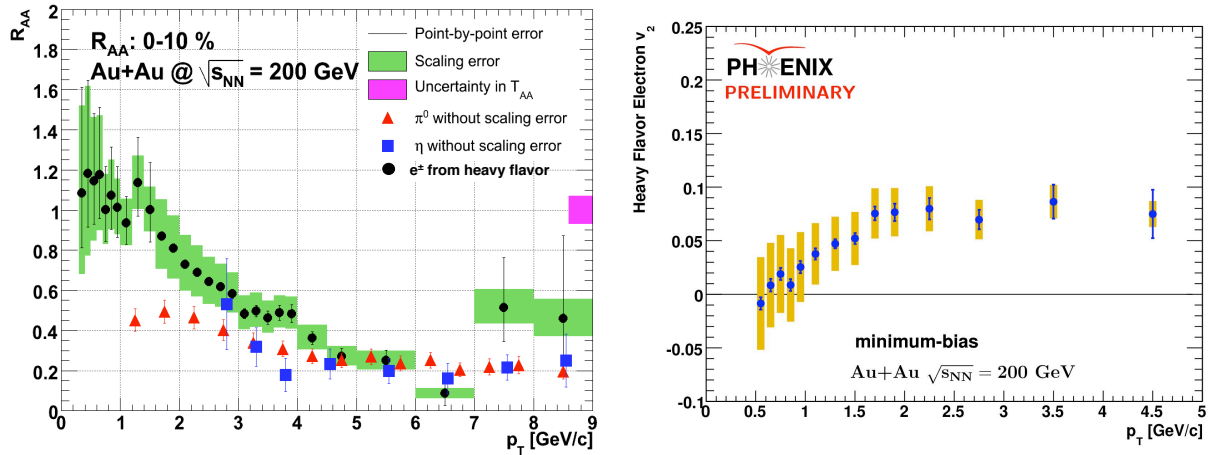 R_AA
2
1.8
1.6
1.4
1.2
1
0.8
0.6
0.4
0.2
0
R_AA: 0-10 %
Au+Au @ √s_NN = 200 GeV
Point-by-point error
Scaling error
Uncertainty in T_AA
π⁰ without scaling error
η without scaling error
e± from heavy flavor
0 1 2 3 4 5 6 7 8 9
p_T [GeV/c]
Heavy Flavor Electron v_2
0.25
0.2
0.15
0.1
0.05
0
-0.05
-0.1
PHENIX
PRELIMINARY
minimum-bias
Au+Au √s_NN = 200 GeV
0 0.5 1 1.5 2 2.5 3 3.5 4 4.5 5
p_T [GeV/c]